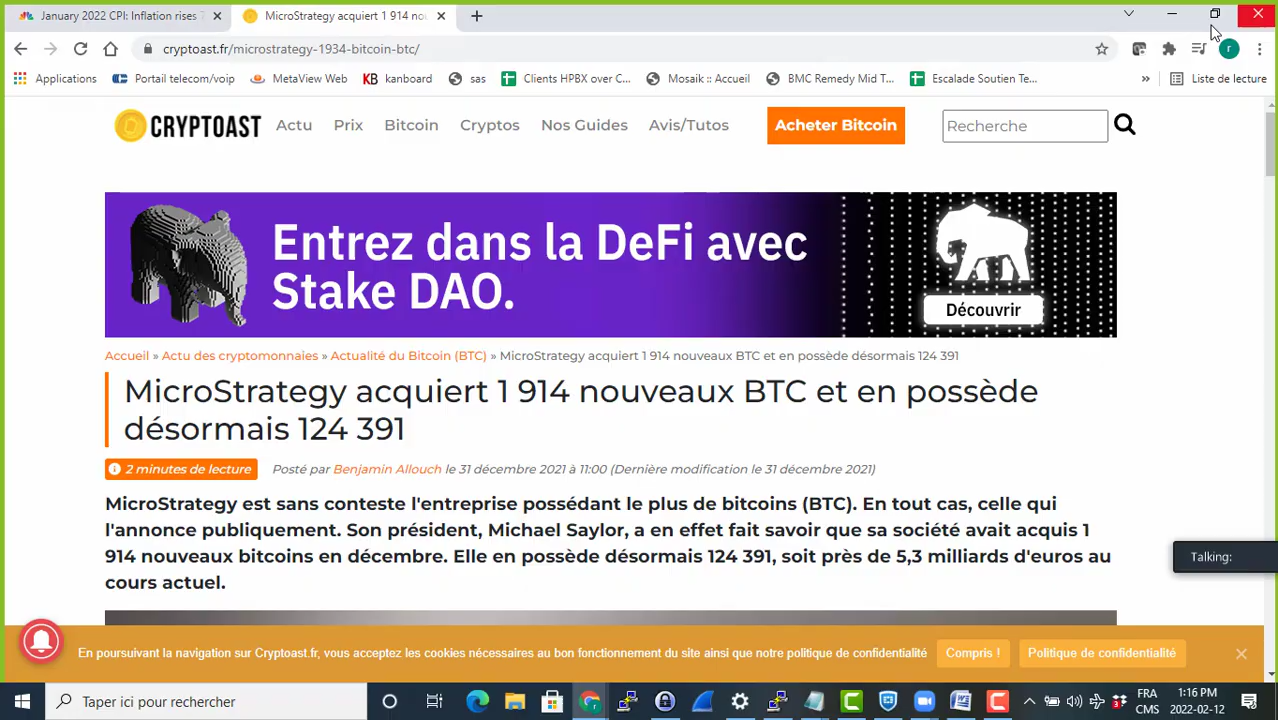 January 2022 CPI: Inflation rises
MicroStrategy acquiert 1 914 nou
cryptoast.fr/microstrategy-1934-bitcoin-btc/
r
Applications
Portail telecom/voip
MetaView Web
KB kanboard
sas
Clients HPBX over C...
Mosaik :: Accueil
BMC Remedy Mid T...
Escalade Soutien Te...
»
Liste de lecture
CRYPTOAST
Actu
Prix
Bitcoin
Cryptos
Nos Guides
Avis/Tutos
Acheter Bitcoin
Recherche
Entrez dans la DeFi avec
Stake DAO.
Découvrir
Accueil » Actu des cryptomonnaies » Actualité du Bitcoin (BTC) » MicroStrategy acquiert 1 914 nouveaux BTC et en possède désormais 124 391
MicroStrategy acquiert 1 914 nouveaux BTC et en possède
désormais 124 391
2 minutes de lecture
Posté par Benjamin Allouch le 31 décembre 2021 à 11:00 (Dernière modification le 31 décembre 2021)
MicroStrategy est sans conteste l'entreprise possédant le plus de bitcoins (BTC). En tout cas, celle qui
l'annonce publiquement. Son président, Michael Saylor, a en effet fait savoir que sa société avait acquis 1
914 nouveaux bitcoins en décembre. Elle en possède désormais 124 391, soit près de 5,3 milliards d'euros au
cours actuel.
Talking:
En poursuivant la navigation sur Cryptoast.fr, vous acceptez les cookies nécessaires au bon fonctionnement du site ainsi que notre politique de confidentialité
Compris !
Politique de confidentialité
Taper ici pour rechercher
FRA
CMS
1:16 PM
2022-02-12